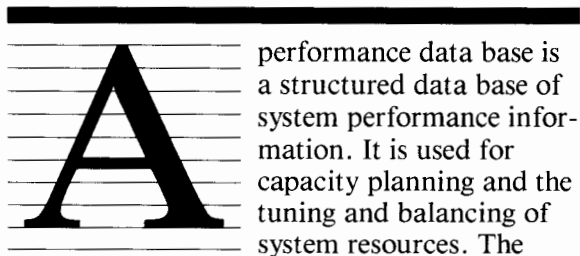 A performance data base is
a structured data base of
system performance infor-
mation. It is used for
capacity planning and the
tuning and balancing of
system resources. The